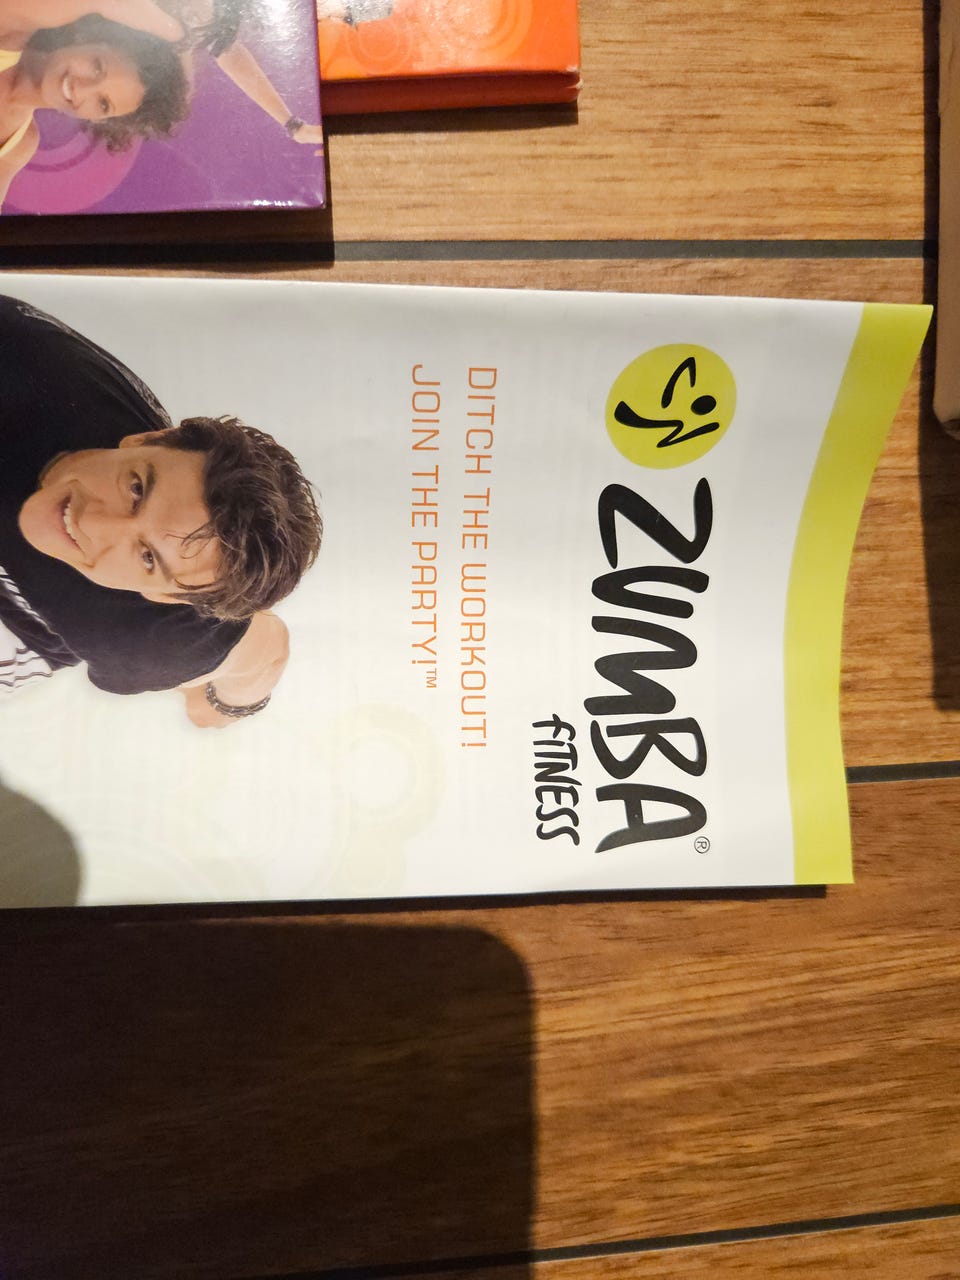 ZUMBA®
fitness
DITCH THE WORKOUT!
JOIN THE PARTY!™